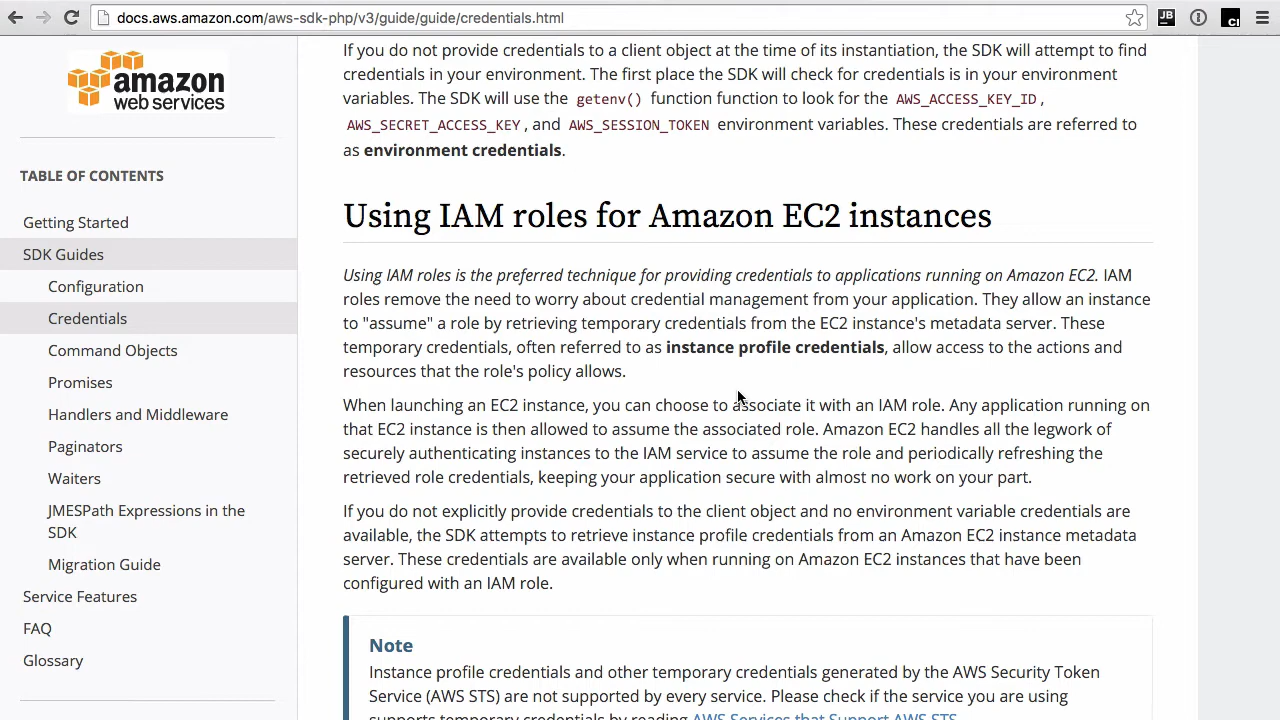 docs.aws.amazon.com/aws-sdk-php/v3/guide/guide/credentials.html
JB
CI
amazon
web services
TABLE OF CONTENTS
Getting Started
SDK Guides
Configuration
Credentials
Command Objects
Promises
Handlers and Middleware
Paginators
Waiters
JMESPath Expressions in the
SDK
Migration Guide
Service Features
FAQ
Glossary
If you do not provide credentials to a client object at the time of its instantiation, the SDK will attempt to find
credentials in your environment. The first place the SDK will check for credentials is in your environment
variables. The SDK will use the getenv() function function to look for the AWS_ACCESS_KEY_ID,
AWS_SECRET_ACCESS_KEY, and AWS_SESSION_TOKEN environment variables. These credentials are referred to
as environment credentials.
Using IAM roles for Amazon EC2 instances
Using IAM roles is the preferred technique for providing credentials to applications running on Amazon EC2. IAM
roles remove the need to worry about credential management from your application. They allow an instance
to "assume" a role by retrieving temporary credentials from the EC2 instance's metadata server. These
temporary credentials, often referred to as instance profile credentials, allow access to the actions and
resources that the role's policy allows.
When launching an EC2 instance, you can choose to associate it with an IAM role. Any application running on
that EC2 instance is then allowed to assume the associated role. Amazon EC2 handles all the legwork of
securely authenticating instances to the IAM service to assume the role and periodically refreshing the
retrieved role credentials, keeping your application secure with almost no work on your part.
If you do not explicitly provide credentials to the client object and no environment variable credentials are
available, the SDK attempts to retrieve instance profile credentials from an Amazon EC2 instance metadata
server. These credentials are available only when running on Amazon EC2 instances that have been
configured with an IAM role.
Note
Instance profile credentials and other temporary credentials generated by the AWS Security Token
Service (AWS STS) are not supported by every service. Please check if the service you are using
supports temporary credentials by reading AWS Services that Support AWS STS.